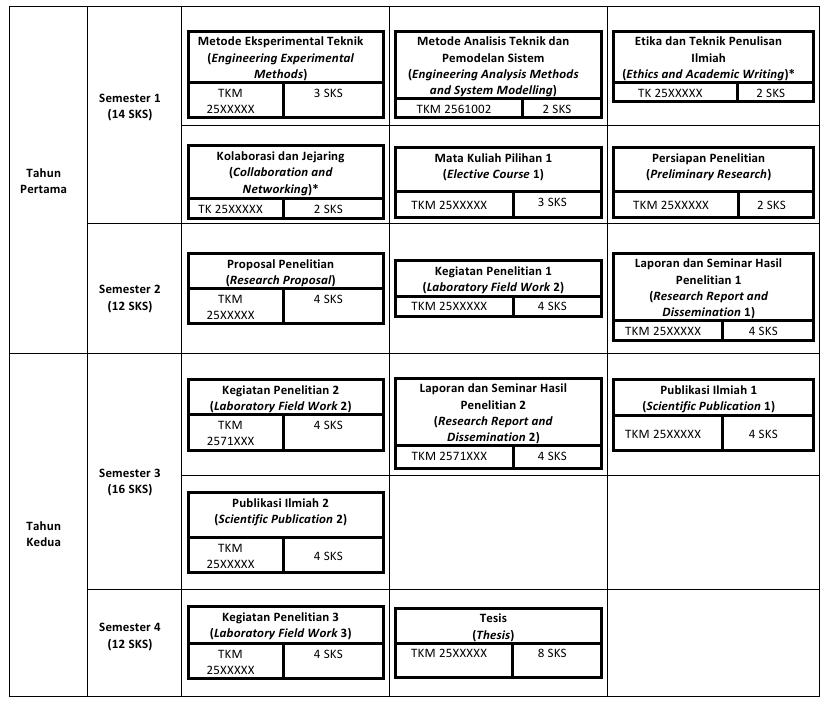 Tahun
Pertama
Semester 1
(14 SKS)
Metode Eksperimental Teknik
(Engineering Experimental
Methods)
TKM
25XXXXX
3 SKS
Metode Analisis Teknik dan
Pemodelan Sistem
(Engineering Analysis Methods
and System Modelling)
TKM 2561002
2 SKS
Etika dan Teknik Penulisan
Ilmiah
(Ethics and Academic Writing)*
TK 25XXXXX
2 SKS
Kolaborasi dan Jejaring
(Collaboration and
Networking)*
TK 25XXXXX
2 SKS
Mata Kuliah Pilihan 1
(Elective Course 1)
TKM 25XXXXX
3 SKS
Persiapan Penelitian
(Preliminary Research)
TKM 25XXXXX
2 SKS
Semester 2
(12 SKS)
Proposal Penelitian
(Research Proposal)
TKM
25XXXXX
4 SKS
Kegiatan Penelitian 1
(Laboratory Field Work 2)
TKM 25XXXXX
4 SKS
Laporan dan Seminar Hasil
Penelitian 1
(Research Report and
Dissemination 1)
TKM 25XXXXX
4 SKS
Tahun
Kedua
Semester 3
(16 SKS)
Kegiatan Penelitian 2
(Laboratory Field Work 2)
TKM
2571XXX
4 SKS
Laporan dan Seminar Hasil
Penelitian 2
(Research Report and
Dissemination 2)
TKM 2571XXX
4 SKS
Publikasi Ilmiah 1
(Scientific Publication 1)
TKM 25XXXXX
4 SKS
Publikasi Ilmiah 2
(Scientific Publication 2)
TKM
25XXXXX
4 SKS
Semester 4
(12 SKS)
Kegiatan Penelitian 3
(Laboratory Field Work 3)
TKM
25XXXXX
4 SKS
Tesis
(Thesis)
TKM 25XXXXX
8 SKS